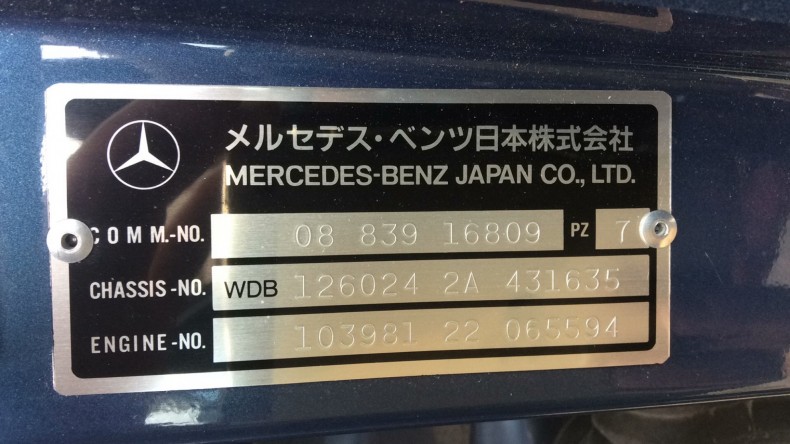 メルセデス・ベンツ日本株式会社
MERCEDES-BENZ JAPAN CO., LTD.
COMM.-NO. 08 839 16809 PZ 7
CHASSIS-NO. WDB 126024 2A 431635
ENGINE-NO. 103981 22 065594